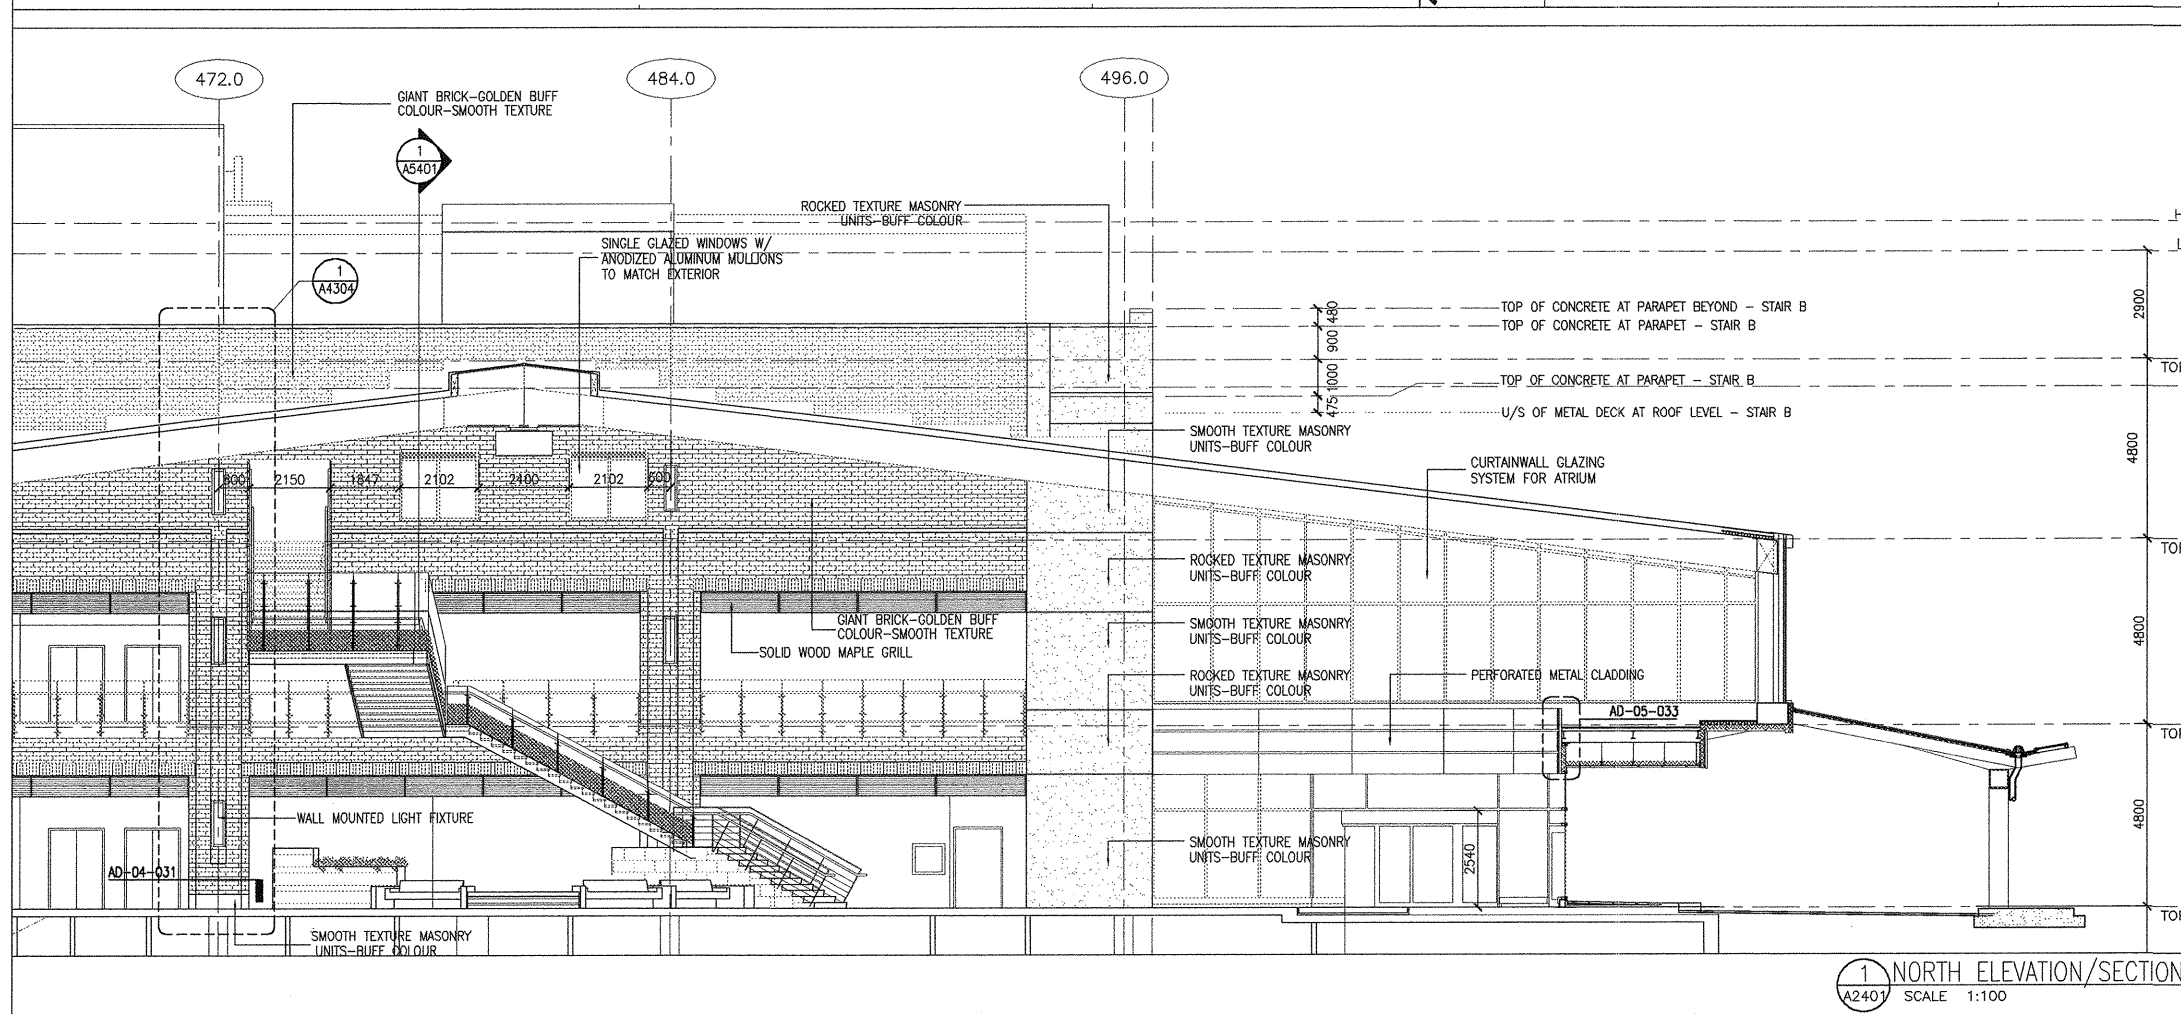 472.0
484.0
496.0
GIANT BRICK-GOLDEN BUFF
COLOUR-SMOOTH TEXTURE
1
A5401
ROCKED TEXTURE MASONRY
UNITS-BUFF COLOUR
SINGLE GLAZED WINDOWS W/
ANODIZED ALUMINUM MULLIONS
TO MATCH EXTERIOR
1
A4304
TOP OF CONCRETE AT PARAPET BEYOND - STAIR B
TOP OF CONCRETE AT PARAPET - STAIR B
480
900
1000
475
2900
TOP OF CONCRETE AT PARAPET - STAIR B
U/S OF METAL DECK AT ROOF LEVEL - STAIR B
SMOOTH TEXTURE MASONRY
UNITS-BUFF COLOUR
CURTAINWALL GLAZING
SYSTEM FOR ATRIUM
4800
2150
1847
2102
2400
2102
ROCKED TEXTURE MASONRY
UNITS-BUFF COLOUR
GIANT BRICK-GOLDEN BUFF
COLOUR-SMOOTH TEXTURE
SMOOTH TEXTURE MASONRY
UNITS-BUFF COLOUR
4800
SOLID WOOD MAPLE GRILL
ROCKED TEXTURE MASONRY
UNITS-BUFF COLOUR
PERFORATED METAL CLADDING
AD-05-033
WALL MOUNTED LIGHT FIXTURE
SMOOTH TEXTURE MASONRY
UNITS-BUFF COLOUR
2540
4800
AD-04-031
SMOOTH TEXTURE MASONRY
UNITS-BUFF COLOUR
1
A2401
NORTH ELEVATION/SECTION
SCALE 1:100